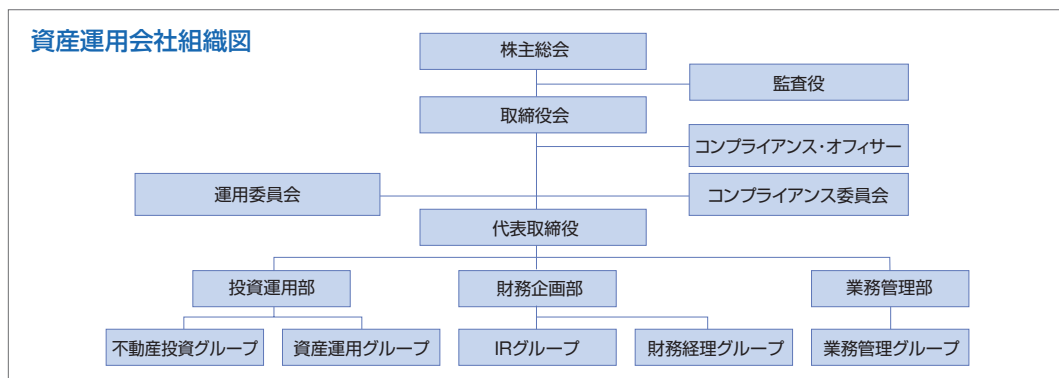 資産運用会社組織図
株主総会
監査役
取締役会
コンプライアンス・オフィサー
運用委員会
コンプライアンス委員会
代表取締役
投資運用部
財務企画部
業務管理部
不動産投資グループ
資産運用グループ
IRグループ
財務経理グループ
業務管理グループ